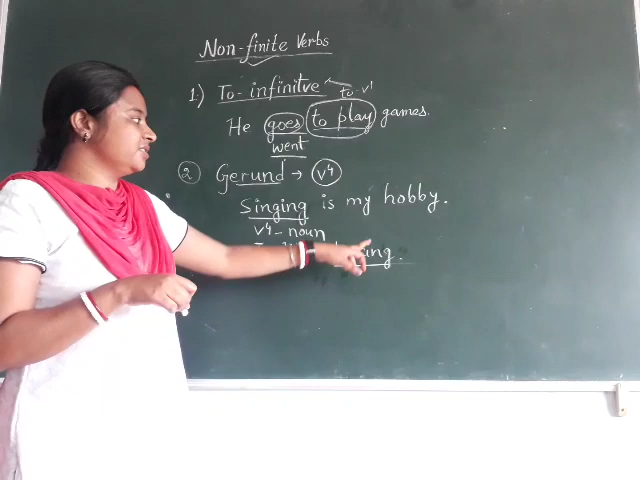 Non-finite Verbs
1.) To-infinitve ← to-v1
He goes to play games.
went
2 Gerund → v4
Singing is my hobby.
v4 - noun